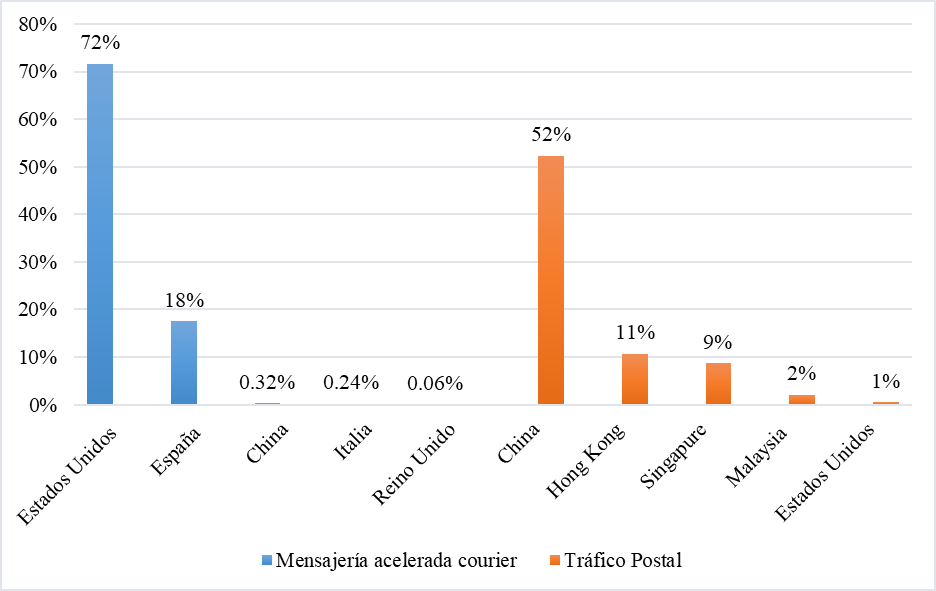 80%
70%
60%
50%
40%
30%
20%
10%
0%
72%
18%
0.32%
0.24%
0.06%
52%
11%
9%
2%
1%
Estados Unidos
España
China
Italia
Reino Unido
China
Hong Kong
Singapure
Malaysia
Estados Unidos
Mensajería acelerada courier
Tráfico Postal